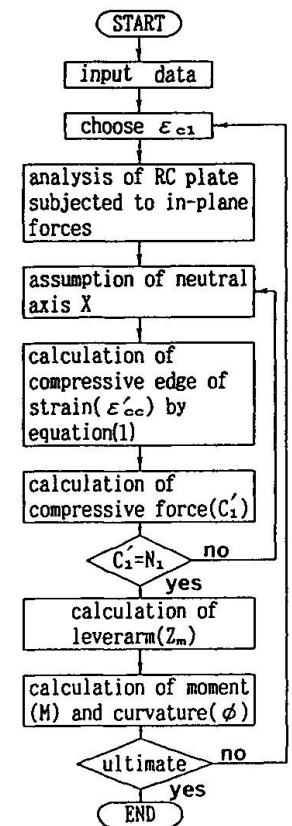 START
input data
choose εc1
analysis of RC plate
subjected to in-plane
forces
assumption of neutral
axis X
calculation of
compressive edge of
strain(ε′cc) by
equation(1)
calculation of
compressive force(C′1)
C′1=N1
no
yes
calculation of
leverarm(Zm)
calculation of moment
(M) and curvature(ϕ)
ultimate
no
yes
END